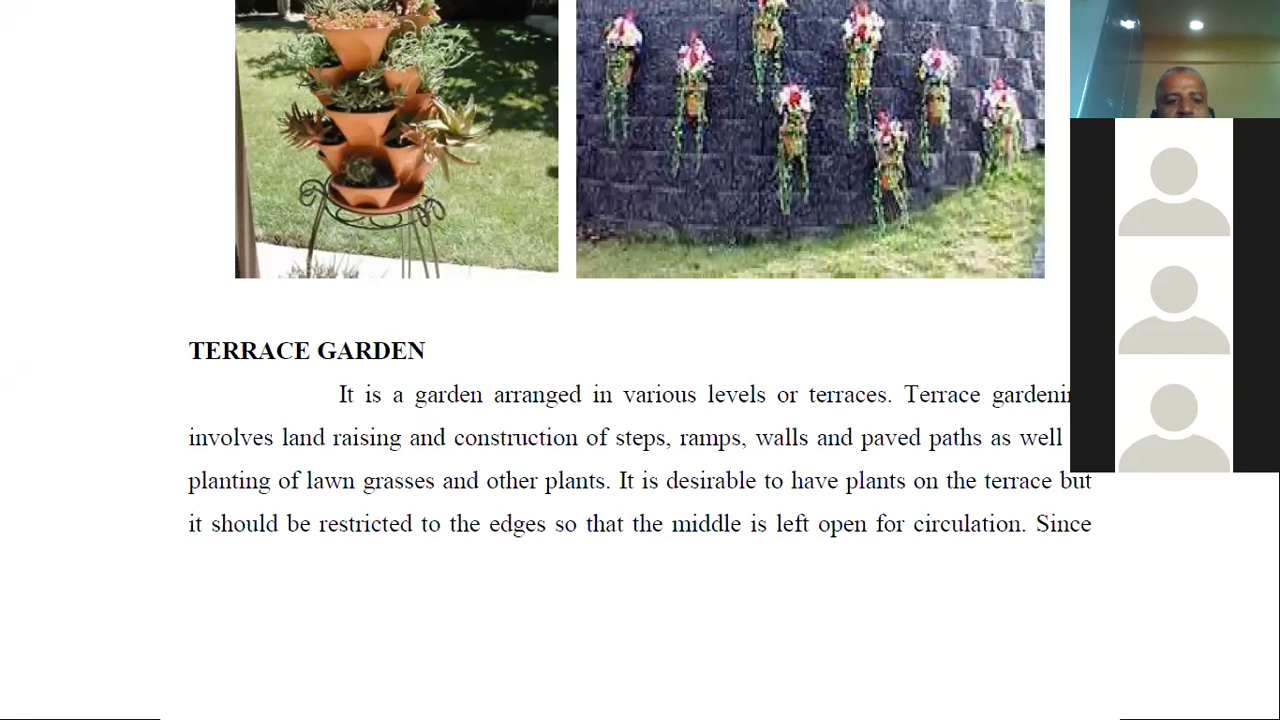 TERRACE GARDEN
It is a garden arranged in various levels or terraces. Terrace
involves land raising and construction of steps, ramps, walls and paved paths as well
planting of lawn grasses and other plants. It is desirable to have plants on the terrace but
it should be restricted to the edges so that the middle is left open for circulation. Since